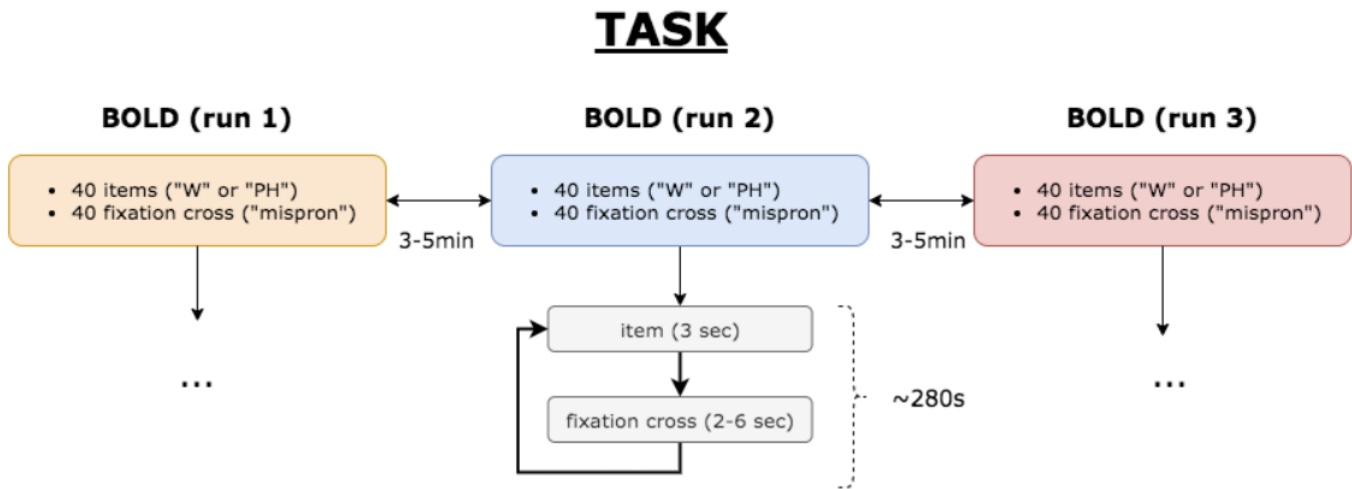 TASK
BOLD (run 1)
BOLD (run 2)
BOLD (run 3)
• 40 items ("W" or "PH")
• 40 fixation cross ("mispron")
3-5min
• 40 items ("W" or "PH")
• 40 fixation cross ("mispron")
3-5min
• 40 items ("W" or "PH")
• 40 fixation cross ("mispron")
...
item (3 sec)
fixation cross (2-6 sec)
~280s
...